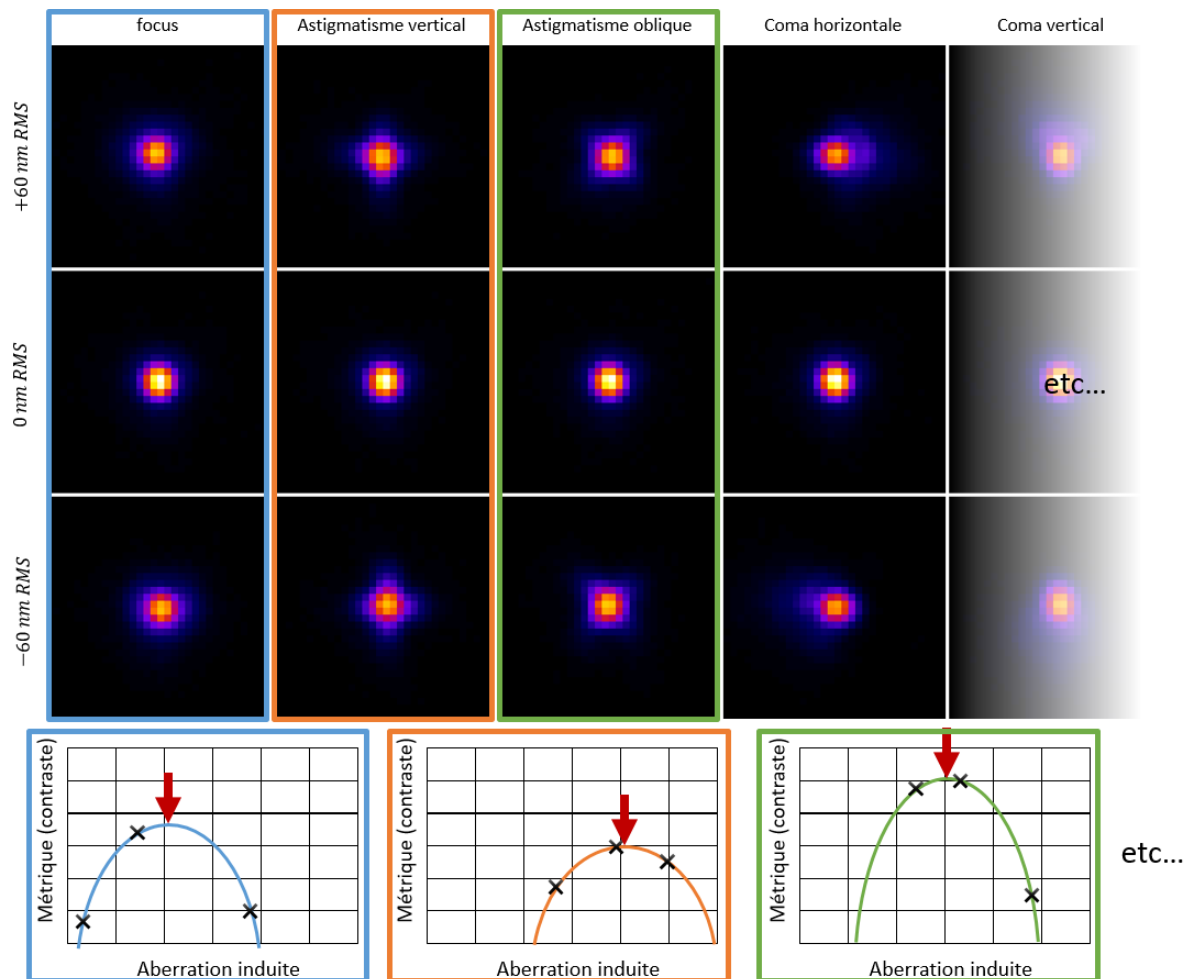 focus
Astigmatisme vertical
Astigmatisme oblique
Coma horizontale
Coma vertical
+60 nm RMS
0 nm RMS
etc...
−60 nm RMS
Métrique (contraste)
Aberration induite
Métrique (contraste)
Aberration induite
Métrique (contraste)
Aberration induite
etc...